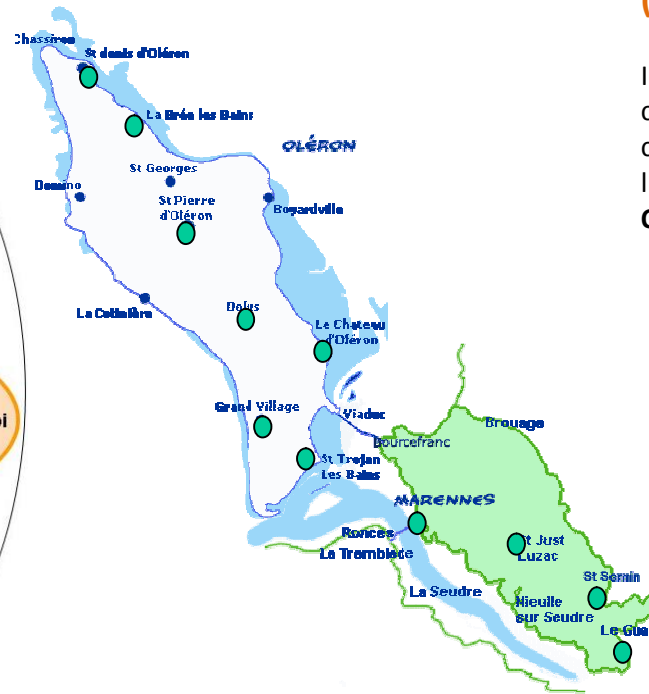 Chassiron
St denis d'Oléron
La Brée les Bains
OLÉRON
St Georges
Domino
St Pierre
d'Oléron
Boyardville
La Cotinière
Dolus
Le Chateau
d'Oléron
Grand Village
Viaduc
Bourcefranc
Brouage
St Trojan
Les Bains
MARENNES
Ronces
La Tremblade
St Just
Luzac
La Seudre
St Sornin
Nieulle
sur Seudre
Le Gua